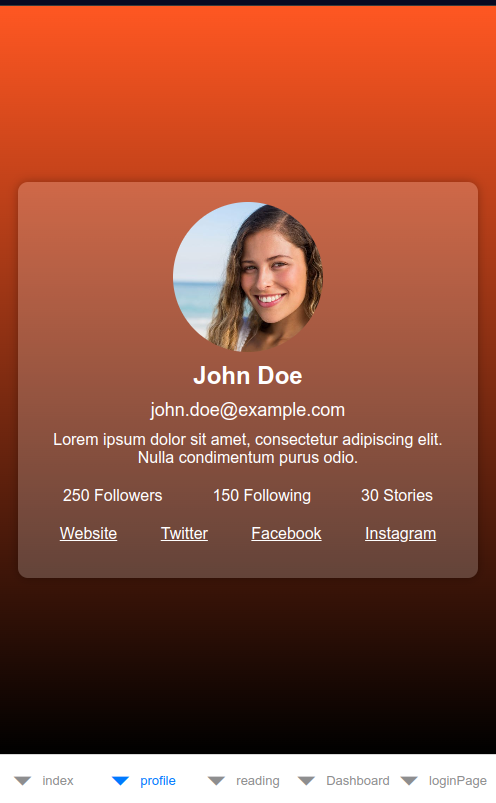 John Doe
john.doe@example.com
Lorem ipsum dolor sit amet, consectetur adipiscing elit.
Nulla condimentum purus odio.
250 Followers 150 Following 30 Stories
Website Twitter Facebook Instagram
index profile reading Dashboard loginPage